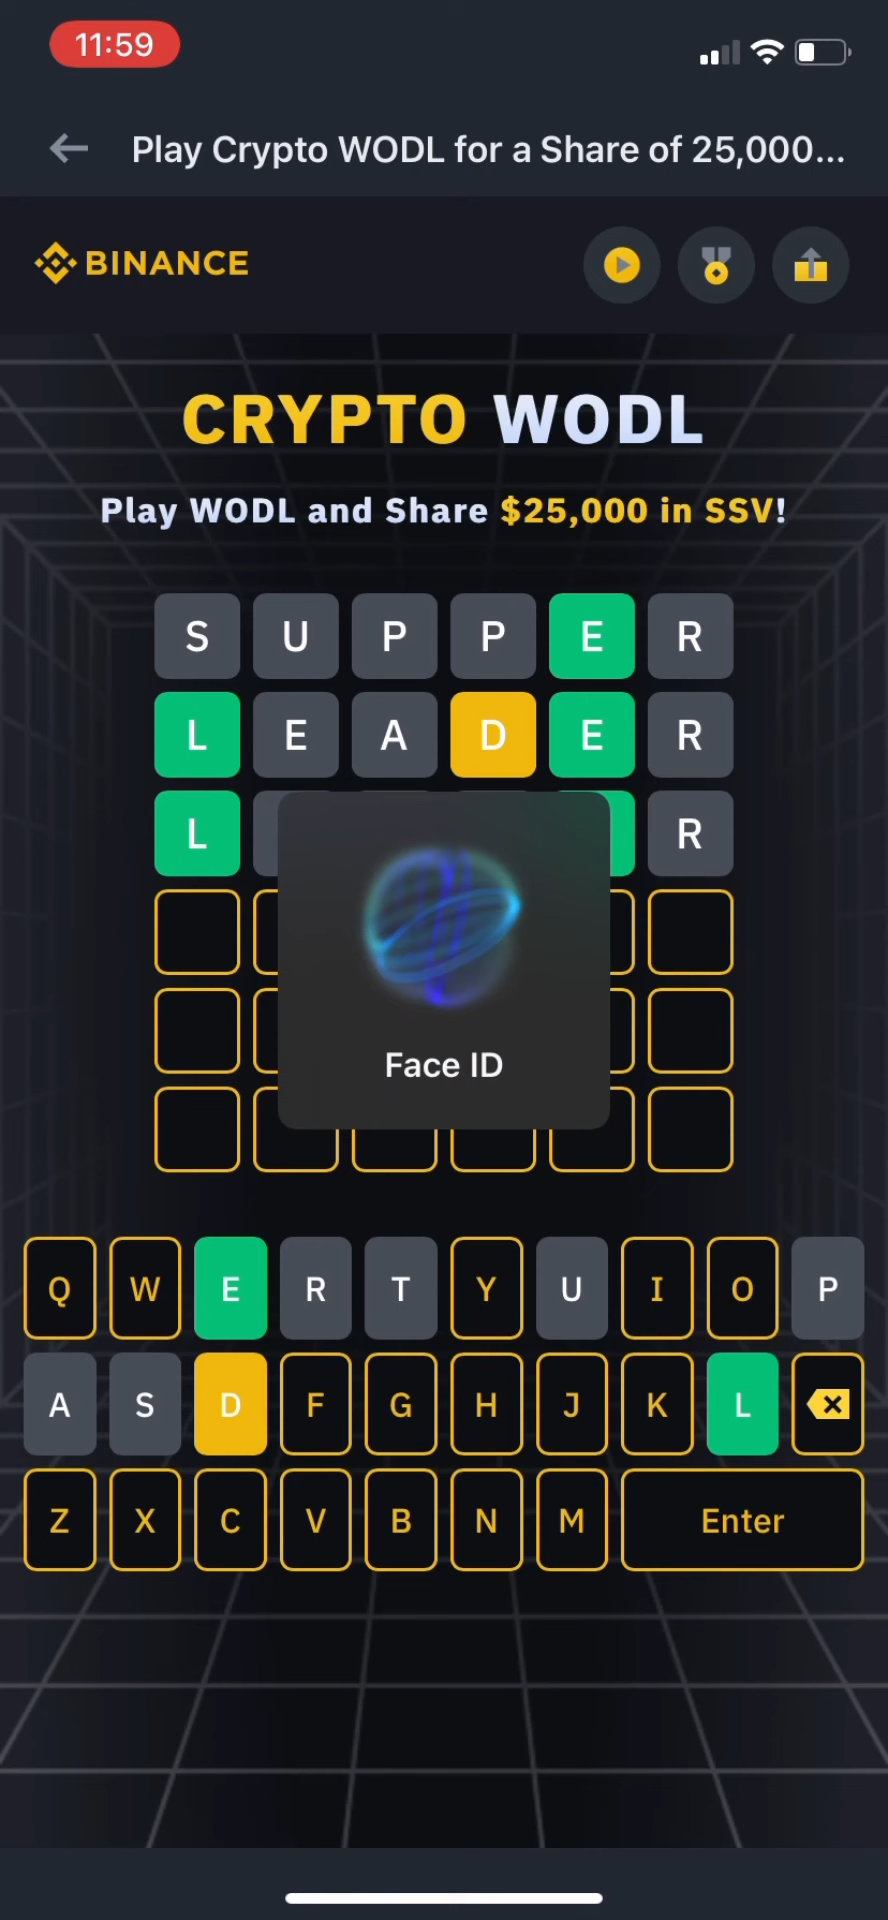 11:59
Play Crypto WODL for a Share of 25,000...
BINANCE
CRYPTO WODL
Play WODL and Share $25,000 in SSV!
S U P P E R
L E A D E R
L R
Face ID
Q W E R T Y U I O P
A S D F G H J K L
Z X C V B N M Enter